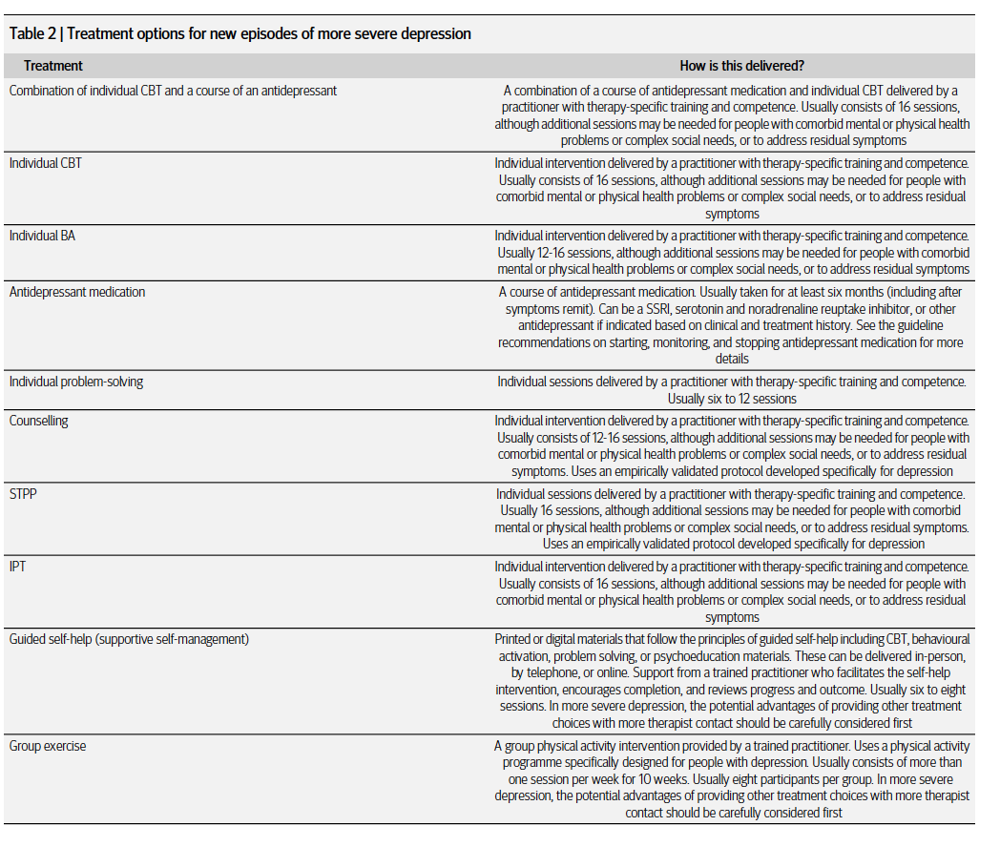 Table 2 | Treatment options for new episodes of more severe depression
Treatment
How is this delivered?
Combination of individual CBT and a course of an antidepressant
A combination of a course of antidepressant medication and individual CBT delivered by a
practitioner with therapy-specific training and competence. Usually consists of 16 sessions,
although additional sessions may be needed for people with comorbid mental or physical health
problems or complex social needs, or to address residual symptoms
Individual CBT
Individual intervention delivered by a practitioner with therapy-specific training and competence.
Usually consists of 16 sessions, although additional sessions may be needed for people with
comorbid mental or physical health problems or complex social needs, or to address residual
symptoms
Individual BA
Individual intervention delivered by a practitioner with therapy-specific training and competence.
Usually 12-16 sessions, although additional sessions may be needed for people with comorbid
mental or physical health problems or complex social needs, or to address residual symptoms
Antidepressant medication
A course of antidepressant medication. Usually taken for at least six months (including after
symptoms remit). Can be a SSRI, serotonin and noradrenaline reuptake inhibitor, or other
antidepressant if indicated based on clinical and treatment history. See the guideline
recommendations on starting, monitoring, and stopping antidepressant medication for more
details
Individual problem-solving
Individual sessions delivered by a practitioner with therapy-specific training and competence.
Usually six to 12 sessions
Counselling
Individual intervention delivered by a practitioner with therapy-specific training and competence.
Usually consists of 12-16 sessions, although additional sessions may be needed for people with
comorbid mental or physical health problems or complex social needs, or to address residual
symptoms. Uses an empirically validated protocol developed specifically for depression
STPP
Individual sessions delivered by a practitioner with therapy-specific training and competence.
Usually 16 sessions, although additional sessions may be needed for people with comorbid
mental or physical health problems or complex social needs, or to address residual symptoms.
Uses an empirically validated protocol developed specifically for depression
IPT
Individual intervention delivered by a practitioner with therapy-specific training and competence.
Usually consists of 16 sessions, although additional sessions may be needed for people with
comorbid mental or physical health problems or complex social needs, or to address residual
symptoms
Guided self-help (supportive self-management)
Printed or digital materials that follow the principles of guided self-help including CBT, behavioural
activation, problem solving, or psychoeducation materials. These can be delivered in-person,
by telephone, or online. Support from a trained practitioner who facilitates the self-help
intervention, encourages completion, and reviews progress and outcome. Usually six to eight
sessions. In more severe depression, the potential advantages of providing other treatment
choices with more therapist contact should be carefully considered first
Group exercise
A group physical activity intervention provided by a trained practitioner. Uses a physical activity
programme specifically designed for people with depression. Usually consists of more than
one session per week for 10 weeks. Usually eight participants per group. In more severe
depression, the potential advantages of providing other treatment choices with more therapist
contact should be carefully considered first